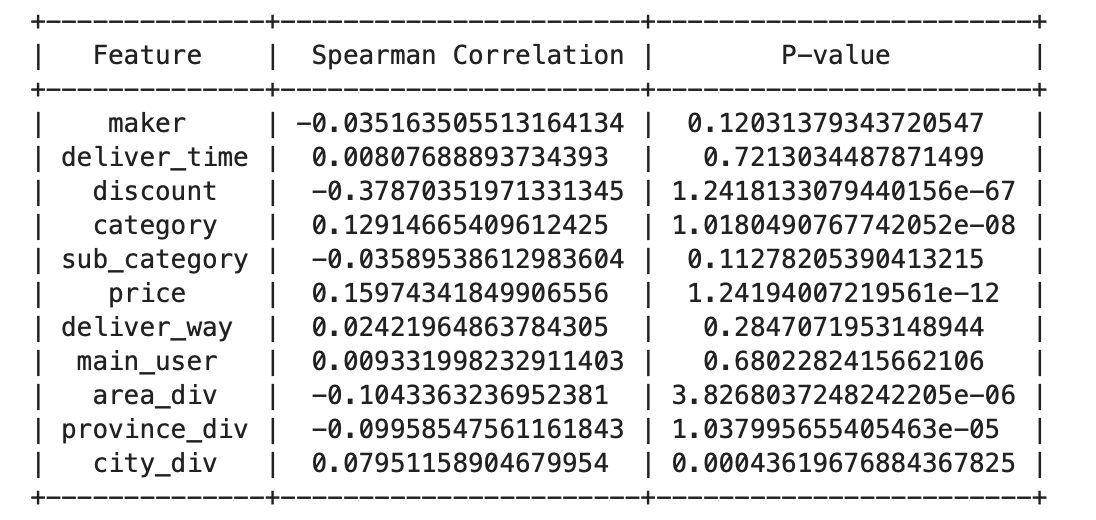 +--------------+-----------------------+------------------------+
|   Feature    |  Spearman Correlation |        P-value         |
+--------------+-----------------------+------------------------+
|    maker     | -0.035163505513164134 |  0.12031379343720547   |
| deliver_time |  0.00807688893734393  |   0.7213034487871499   |
|   discount   |  -0.37870351971331345 | 1.2418133079440156e-67 |
|   category   |  0.12914665409612425  | 1.0180490767742052e-08 |
| sub_category |  -0.03589538612983604 |  0.11278205390413215   |
|    price     |  0.15974341849906556  |  1.24194007219561e-12  |
| deliver_way  |  0.02421964863784305  |   0.2847071953148944   |
|  main_user   |  0.009331998232911403 |   0.6802282415662106   |
|   area_div   |  -0.1043363236952381  | 3.8268037248242205e-06 |
| province_div |  -0.09958547561161843 | 1.037995655405463e-05  |
|   city_div   |  0.07951158904679954  | 0.00043619676884367825 |
+--------------+-----------------------+------------------------+